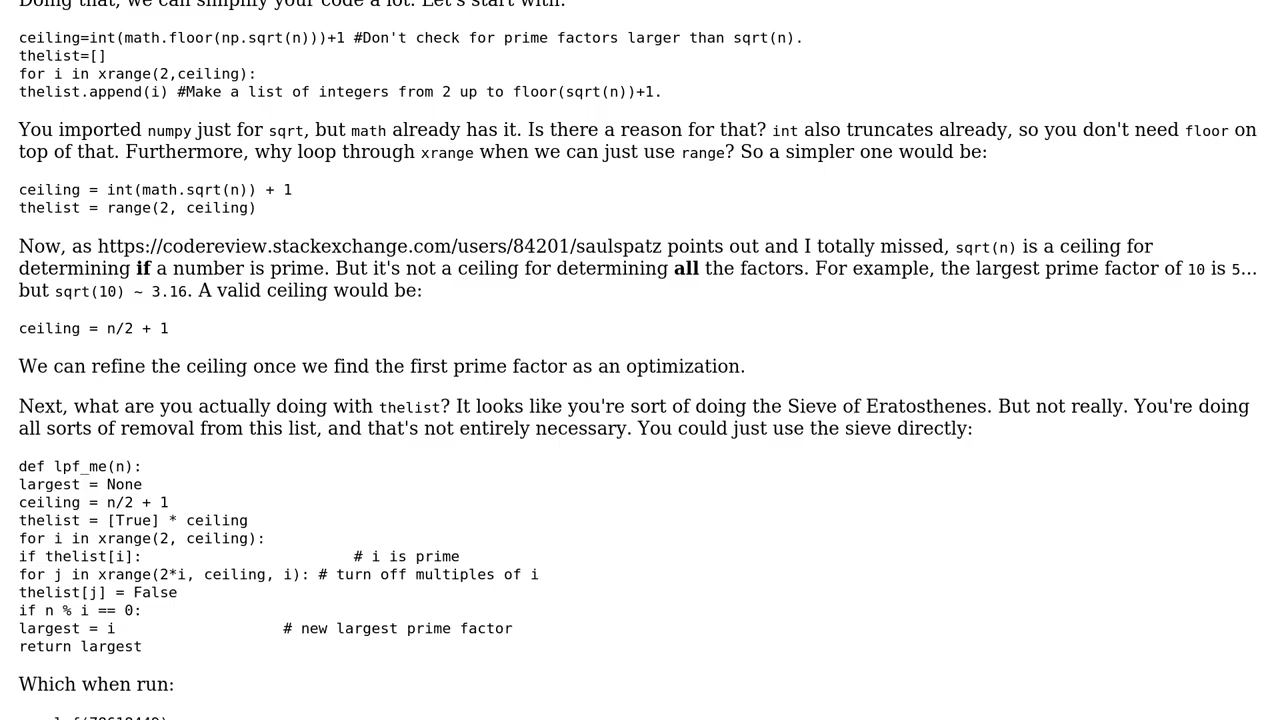 Doing that, we can simplify your code a lot. Let's start with:
ceiling=int(math.floor(np.sqrt(n)))+1 #Don't check for prime factors larger than sqrt(n).
thelist=[]
for i in xrange(2,ceiling):
thelist.append(i) #Make a list of integers from 2 up to floor(sqrt(n))+1.
You imported numpy just for sqrt, but math already has it. Is there a reason for that? int also truncates already, so you don't need floor on
top of that. Furthermore, why loop through xrange when we can just use range? So a simpler one would be:
ceiling = int(math.sqrt(n)) + 1
thelist = range(2, ceiling)
Now, as https://codereview.stackexchange.com/users/84201/saulspatz points out and I totally missed, sqrt(n) is a ceiling for
determining if a number is prime. But it's not a ceiling for determining all the factors. For example, the largest prime factor of 10 is 5...
but sqrt(10) ~ 3.16. A valid ceiling would be:
ceiling = n/2 + 1
We can refine the ceiling once we find the first prime factor as an optimization.
Next, what are you actually doing with thelist? It looks like you're sort of doing the Sieve of Eratosthenes. But not really. You're doing
all sorts of removal from this list, and that's not entirely necessary. You could just use the sieve directly:
def lpf_me(n):
largest = None
ceiling = n/2 + 1
thelist = [True] * ceiling
for i in xrange(2, ceiling):
if thelist[i]: # i is prime
for j in xrange(2*i, ceiling, i): # turn off multiples of i
thelist[j] = False
if n % i == 0:
largest = i # new largest prime factor
return largest
Which when run: